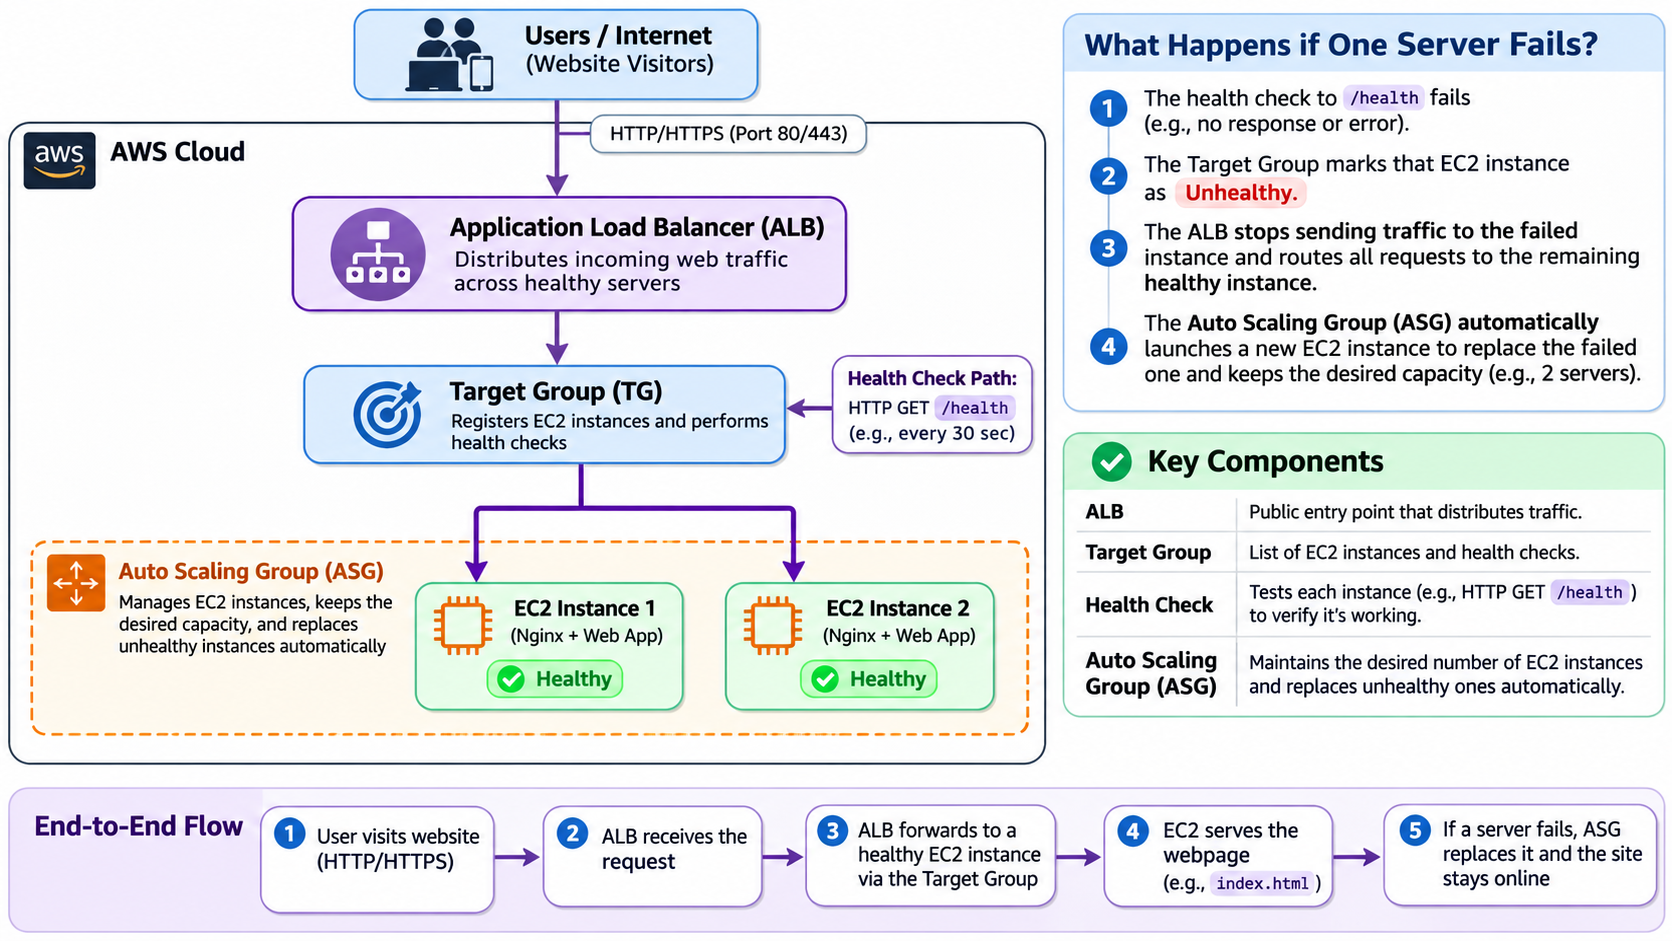 Users / Internet
(Website Visitors)
HTTP/HTTPS (Port 80/443)
aws
AWS Cloud
Application Load Balancer (ALB)
Distributes incoming web traffic
across healthy servers
Target Group (TG)
Registers EC2 instances and performs
health checks
Health Check Path:
HTTP GET /health
(e.g., every 30 sec)
Auto Scaling Group (ASG)
Manages EC2 instances, keeps the
desired capacity, and replaces
unhealthy instances automatically
EC2 Instance 1
(Nginx + Web App)
Healthy
EC2 Instance 2
(Nginx + Web App)
Healthy
What Happens if One Server Fails?
1
The health check to /health fails
(e.g., no response or error).
2
The Target Group marks that EC2 instance
as Unhealthy.
3
The ALB stops sending traffic to the failed
instance and routes all requests to the remaining
healthy instance.
4
The Auto Scaling Group (ASG) automatically
launches a new EC2 instance to replace the failed
one and keeps the desired capacity (e.g., 2 servers).
Key Components
ALB
Public entry point that distributes traffic.
Target Group
List of EC2 instances and health checks.
Health Check
Tests each instance (e.g., HTTP GET /health )
to verify it's working.
Auto Scaling
Group (ASG)
Maintains the desired number of EC2 instances
and replaces unhealthy ones automatically.
End-to-End Flow
1
User visits website
(HTTP/HTTPS)
2
ALB receives the
request
3
ALB forwards to a
healthy EC2 instance
via the Target Group
4
EC2 serves the
webpage
(e.g., index.html )
5
If a server fails, ASG
replaces it and the site
stays online